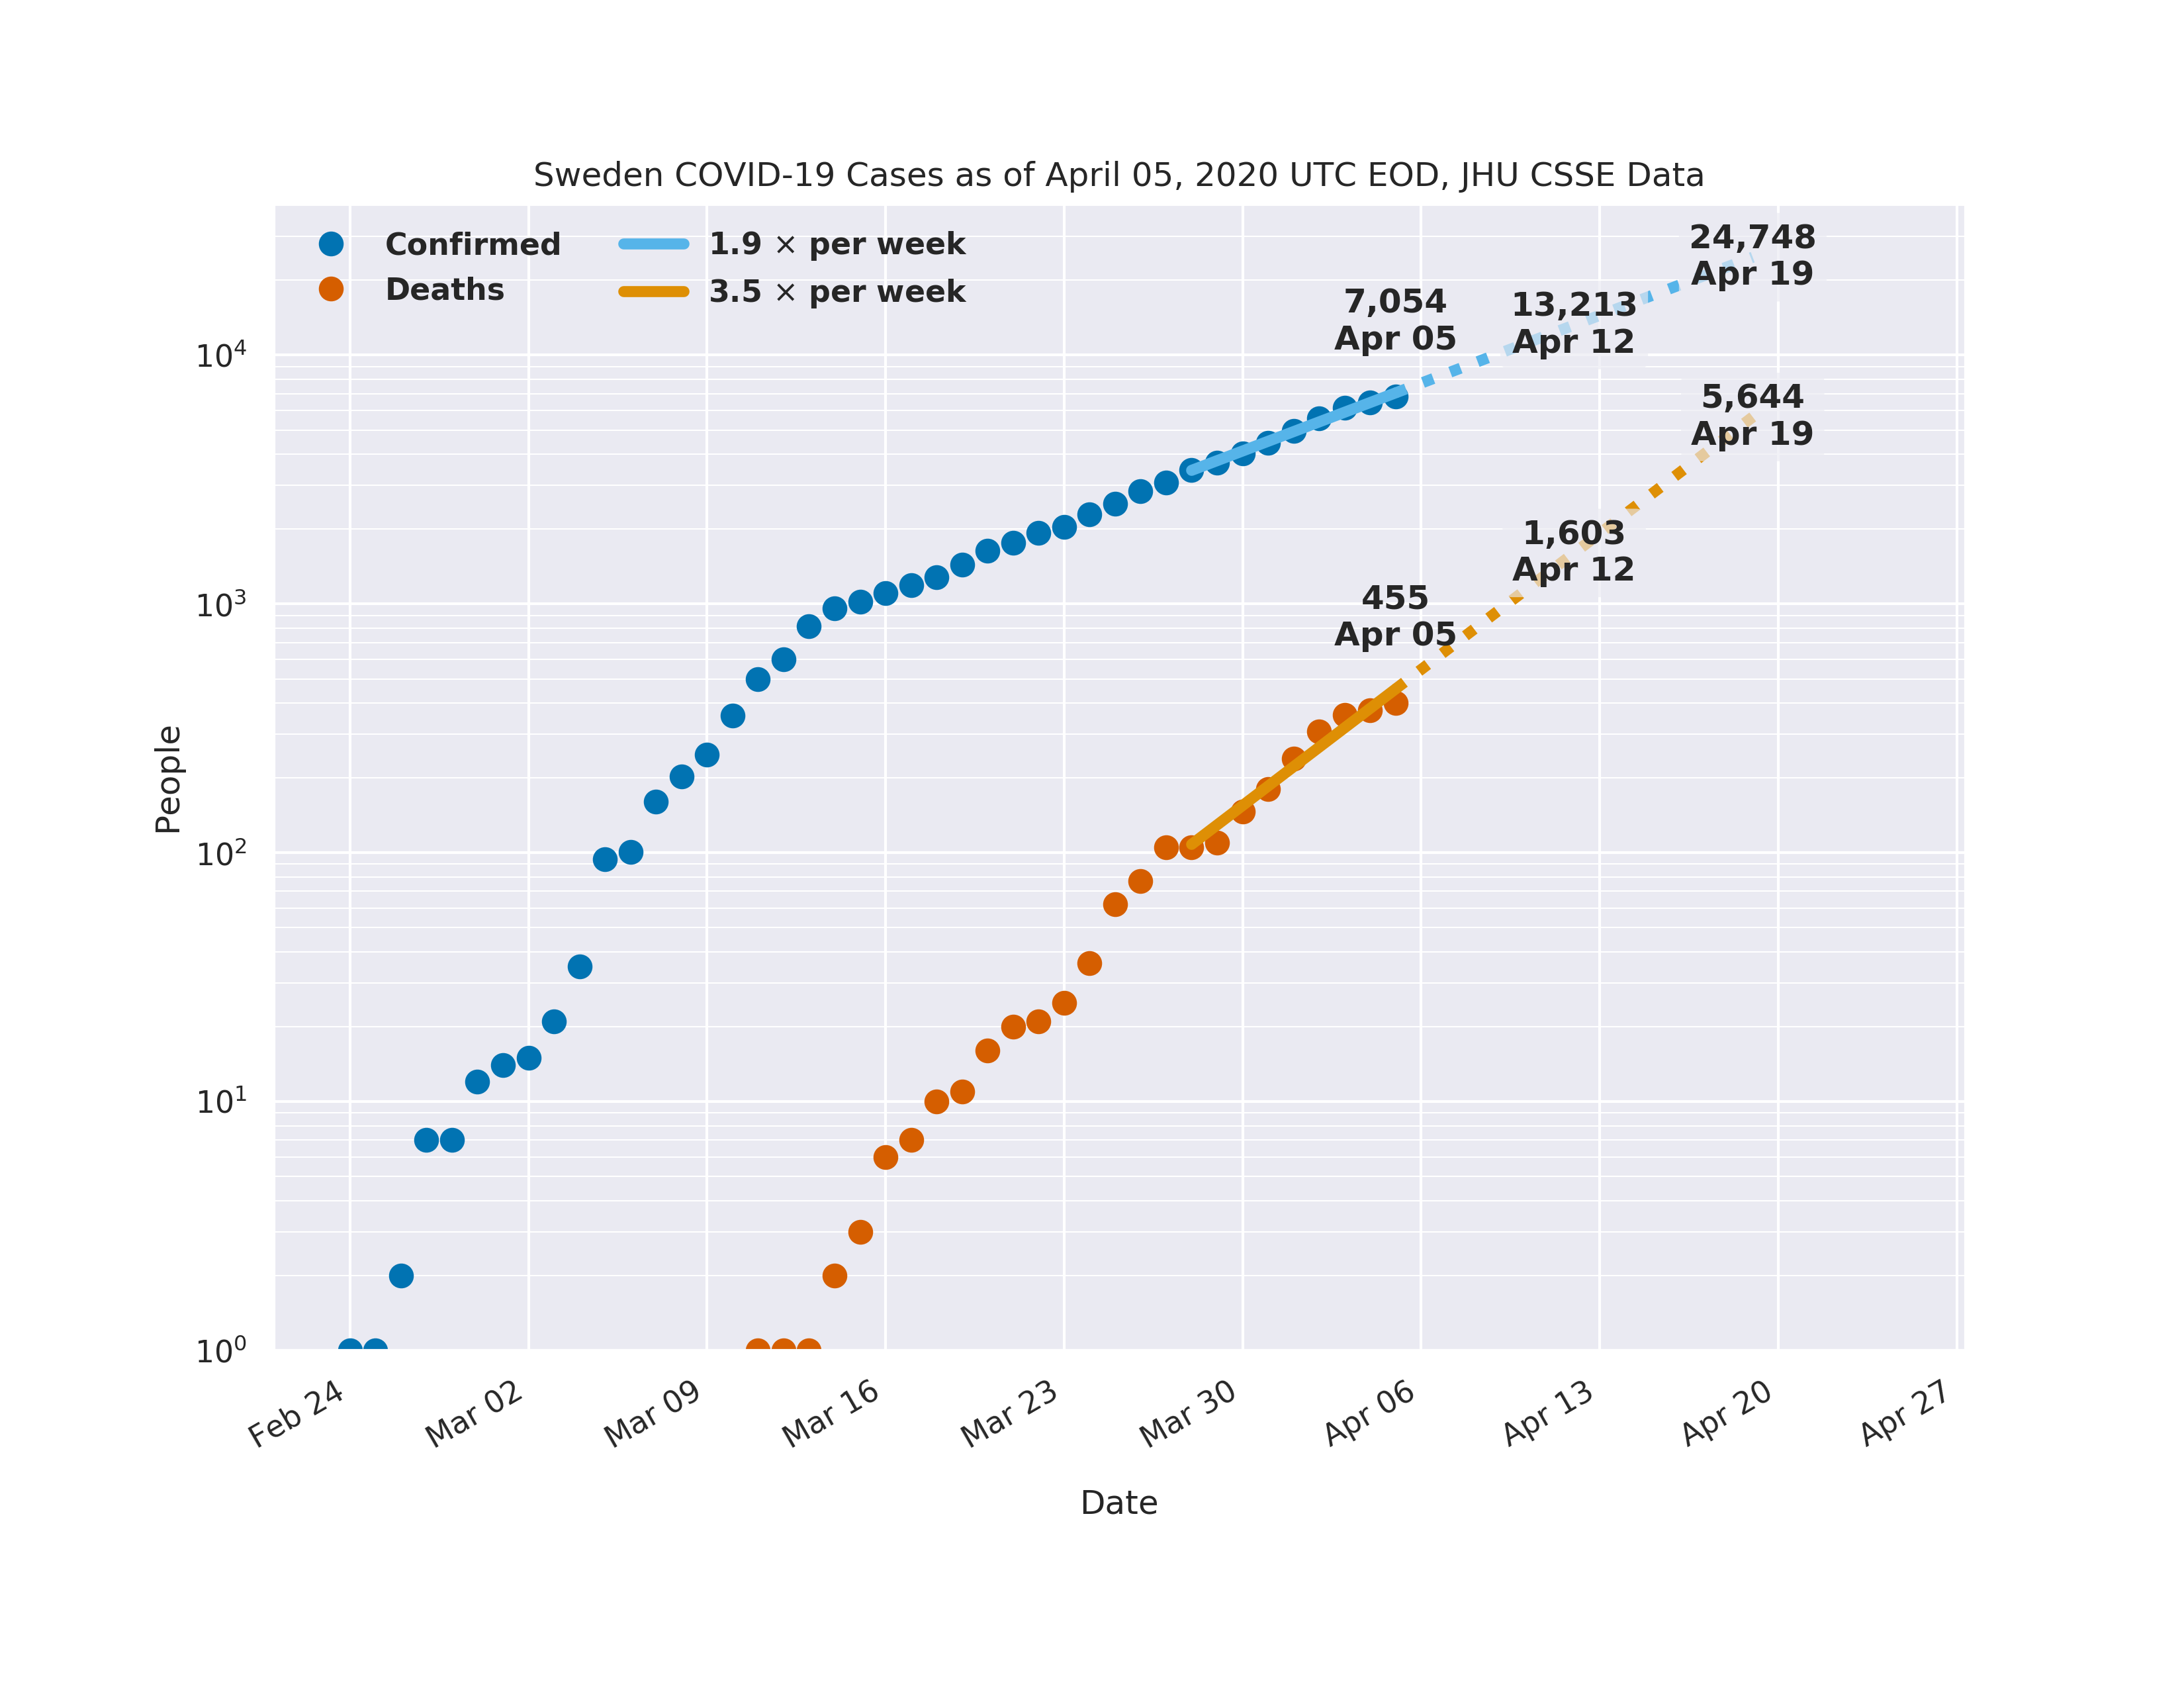 Sweden COVID-19 Cases as of April 05, 2020 UTC EOD, JHU CSSE Data
Confirmed
Deaths
1.9 × per week
3.5 × per week
24,748
Apr 19
7,054
Apr 05
13,213
Apr 12
5,644
Apr 19
1,603
Apr 12
455
Apr 05
People
10⁴
10³
10²
10¹
10⁰
Feb 24
Mar 02
Mar 09
Mar 16
Mar 23
Mar 30
Apr 06
Apr 13
Apr 20
Apr 27
Date